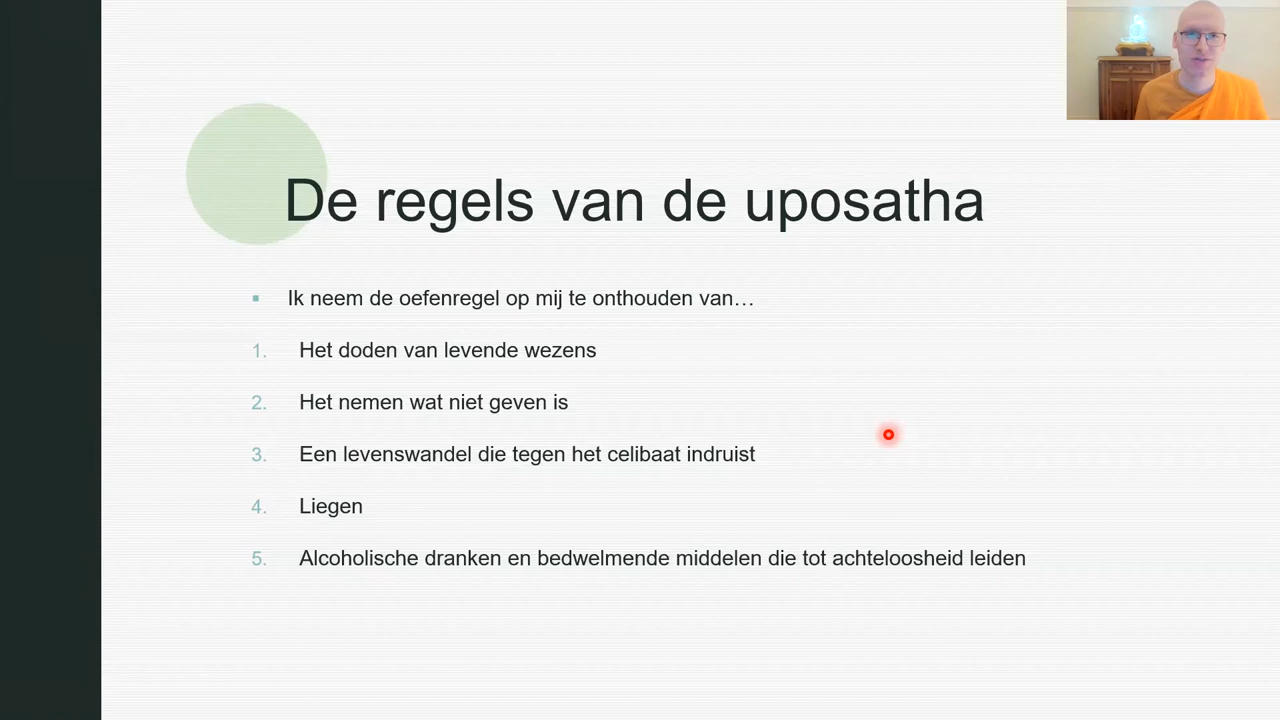 De regels van de uposatha
▪ Ik neem de oefenregel op mij te onthouden van…
1. Het doden van levende wezens
2. Het nemen wat niet geven is
3. Een levenswandel die tegen het celibaat indruist
4. Liegen
5. Alcoholische dranken en bedwelmende middelen die tot achteloosheid leiden